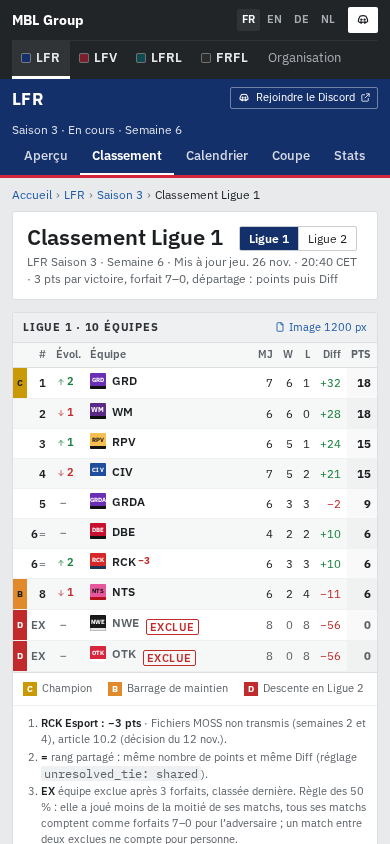 MBL Group FR EN DE NL
LFR LFV LFRL FRFL Organisation
LFR Rejoindre le Discord
Saison 3 · En cours · Semaine 6
Aperçu Classement Calendrier Coupe Stats
Accueil › LFR › Saison 3 › Classement Ligue 1
Classement Ligue 1 Ligue 1 Ligue 2
LFR Saison 3 · Semaine 6 · Mis à jour jeu. 26 nov. · 20:40 CET
· 3 pts par victoire, forfait 7–0, départage : points puis Diff
LIGUE 1 · 10 ÉQUIPES Image 1200 px
# Évol. Équipe MJ W L Diff PTS
C 1 ↑ 2 GRD GRD 7 6 1 +32 18
2 ↓ 1 WM WM 6 6 0 +28 18
3 ↑ 1 RPV RPV 6 5 1 +24 15
4 ↓ 2 CIV CIV 7 5 2 +21 15
5 – GRDA GRDA 6 3 3 −2 9
6= – DBE DBE 4 2 2 +10 6
6= ↑ 2 RCK RCK −3 6 3 3 +10 6
B 8 ↓ 1 NTS NTS 6 2 4 −11 6
D EX – NWE NWE EXCLUE 8 0 8 −56 0
D EX – OTK OTK EXCLUE 8 0 8 −56 0
C Champion B Barrage de maintien D Descente en Ligue 2
1. RCK Esport : −3 pts · Fichiers MOSS non transmis (semaines 2 et
4), article 10.2 (décision du 12 nov.).
2. = rang partagé : même nombre de points et même Diff (réglage
unresolved_tie: shared).
3. EX équipe exclue après 3 forfaits, classée dernière. Règle des 50
% : elle a joué moins de la moitié de ses matchs, tous ses matchs
comptent comme forfaits 7–0 pour l’adversaire ; un match entre
deux exclues ne compte pour personne.